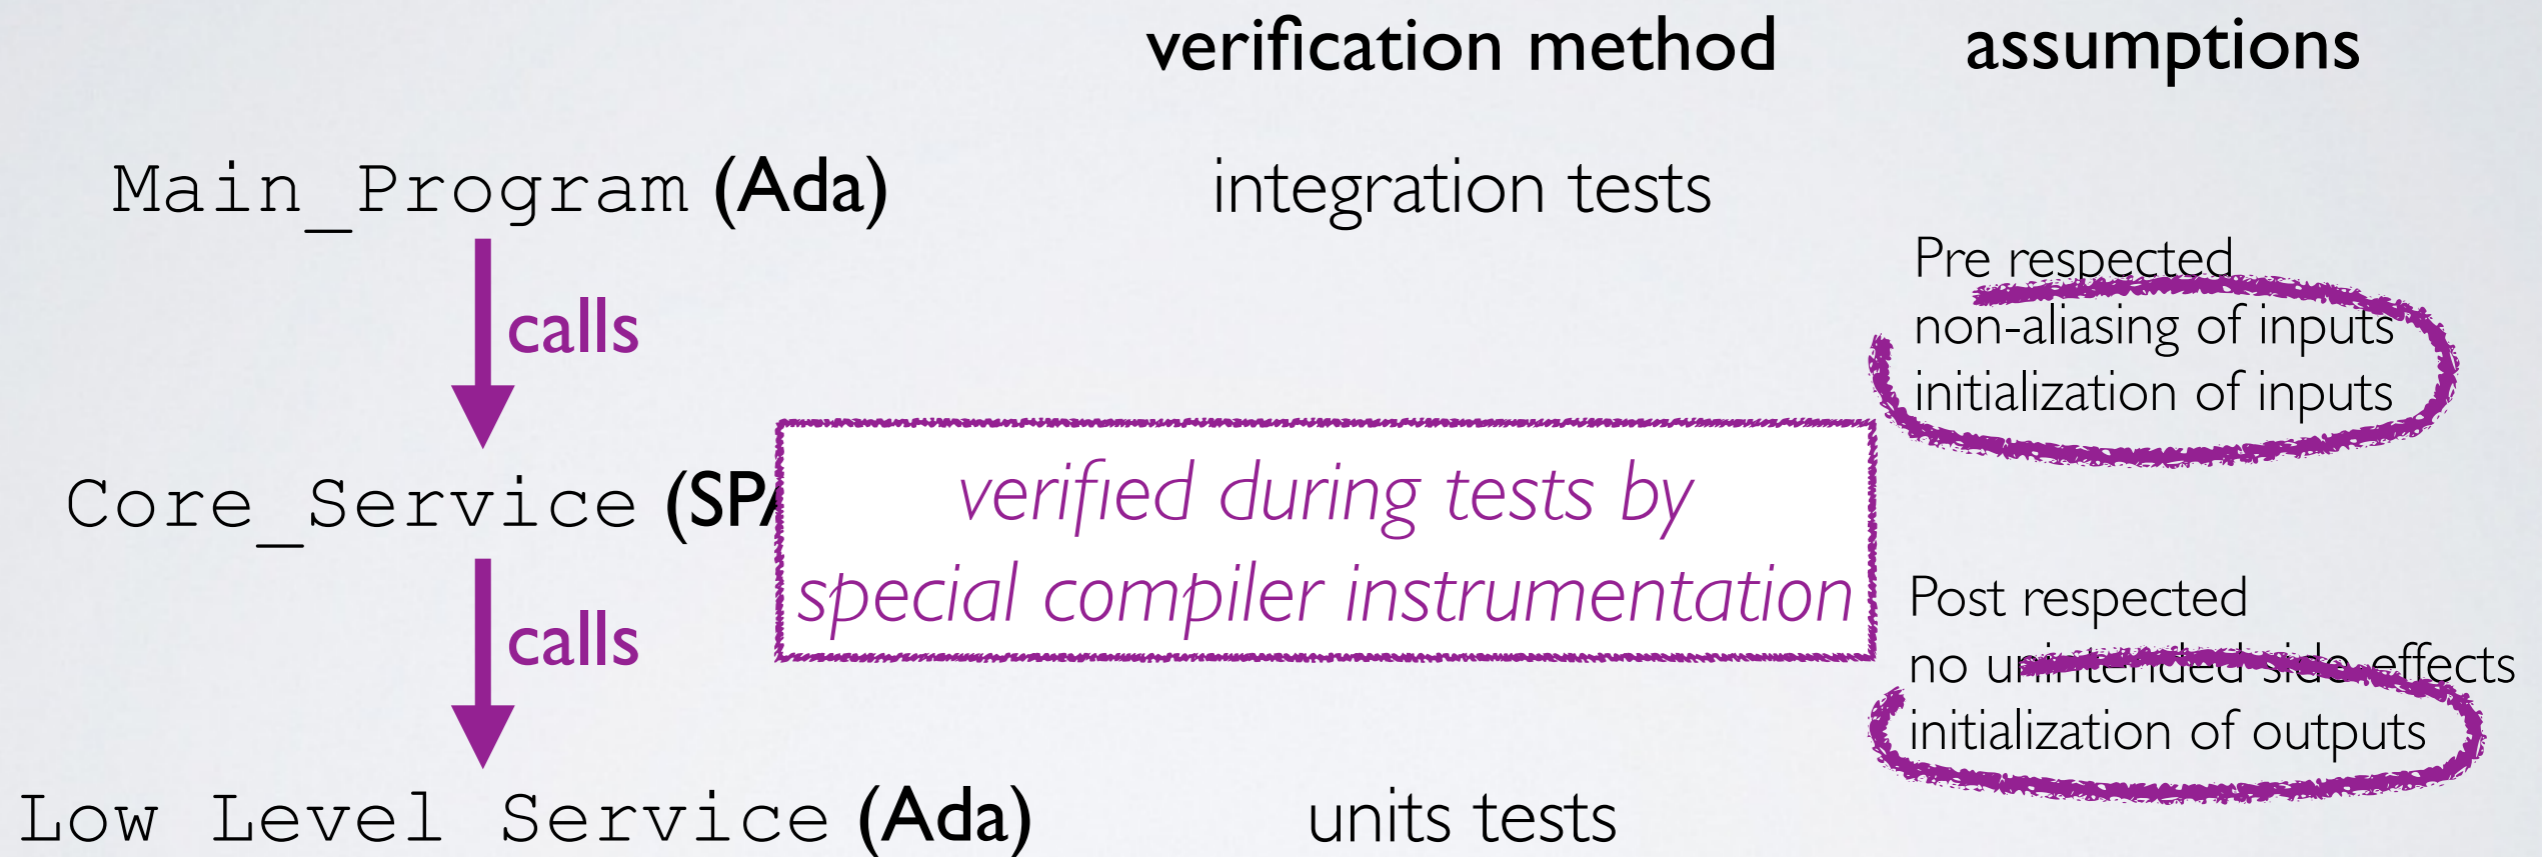 verification method assumptions
Main_Program (Ada) integration tests
Pre respected
calls non-aliasing of inputs
initialization of inputs
Core_Service (SPA verified during tests by
special compiler instrumentation
Post respected
calls no unintended side effects
initialization of outputs
Low Level Service (Ada) units tests